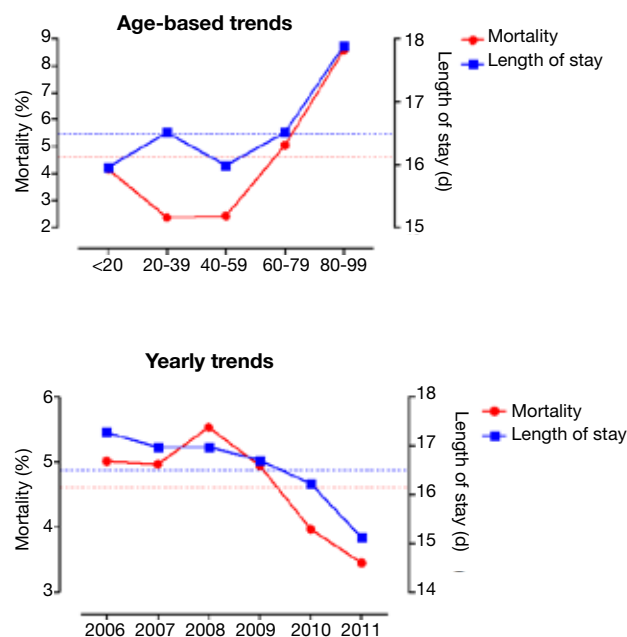 Age-based trends
9
8
7
6
5
4
3
2
Mortality (%)
18
17
16
15
Length of stay (d)
Mortality
Length of stay
<20 20-39 40-59 60-79 80-99
Yearly trends
6
5
4
3
Mortality (%)
18
17
16
15
14
Length of stay (d)
Mortality
Length of stay
2006 2007 2008 2009 2010 2011